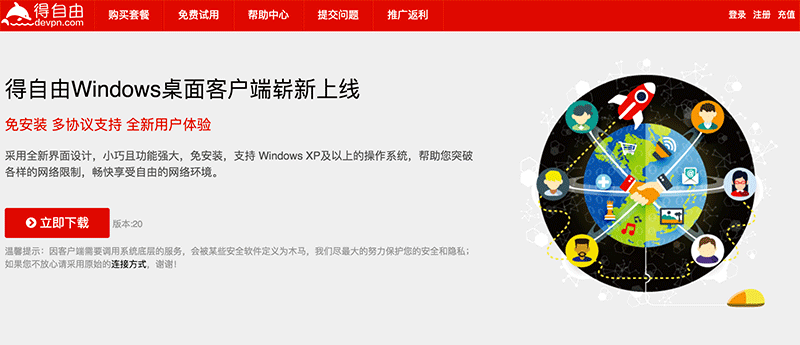 得自由
devpn.com
购买套餐 免费试用 帮助中心 提交问题 推广返利
登录 注册 充值
得自由Windows桌面客户端崭新上线
免安装 多协议支持 全新用户体验
采用全新界面设计，小巧且功能强大，免安装，支持 Windows XP及以上的操作系统，帮助您突破
各样的网络限制，畅快享受自由的网络环境。
立即下载 版本:20
温馨提示：因客户端需要调用系统底层的服务，会被某些安全软件定义为木马，我们尽最大的努力保护您的安全和隐私；
如果您不放心请采用原始的连接方式，谢谢！